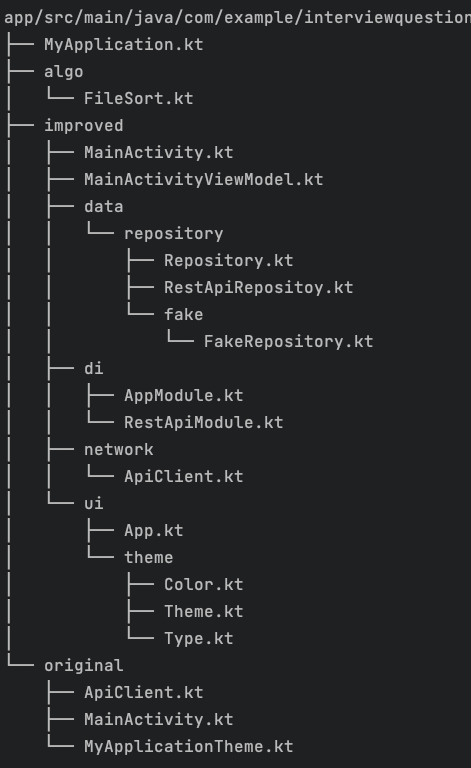 app/src/main/java/com/example/interviewquestion
├── MyApplication.kt
├── algo
│   └── FileSort.kt
├── improved
│   ├── MainActivity.kt
│   ├── MainActivityViewModel.kt
│   ├── data
│   │   └── repository
│   │       ├── Repository.kt
│   │       ├── RestApiRepositoy.kt
│   │       └── fake
│   │           └── FakeRepository.kt
│   ├── di
│   │   ├── AppModule.kt
│   │   └── RestApiModule.kt
│   ├── network
│   │   └── ApiClient.kt
│   └── ui
│       ├── App.kt
│       └── theme
│           ├── Color.kt
│           ├── Theme.kt
│           └── Type.kt
└── original
    ├── ApiClient.kt
    ├── MainActivity.kt
    └── MyApplicationTheme.kt